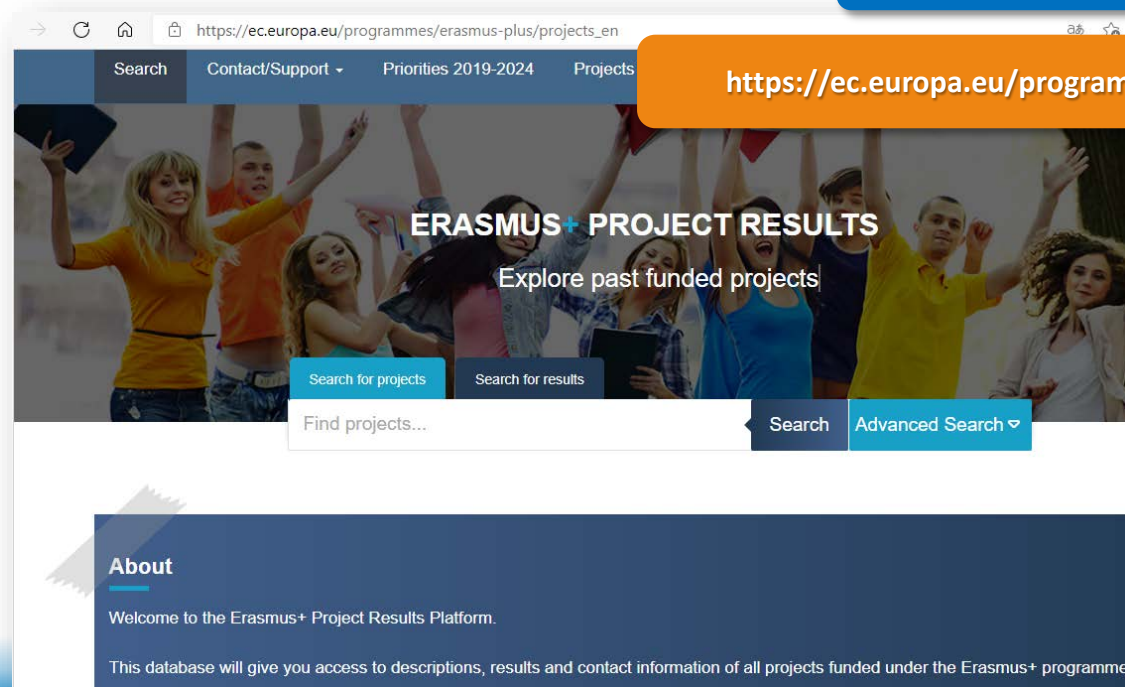 https://ec.europa.eu/programmes/erasmus-plus/projects_en
Search Contact/Support Priorities 2019-2024 Projects
https://ec.europa.eu/program
ERASMUS+ PROJECT RESULTS
Explore past funded projects
Search for projects Search for results
Find projects... Search Advanced Search
About
Welcome to the Erasmus+ Project Results Platform.
This database will give you access to descriptions, results and contact information of all projects funded under the Erasmus+ programme